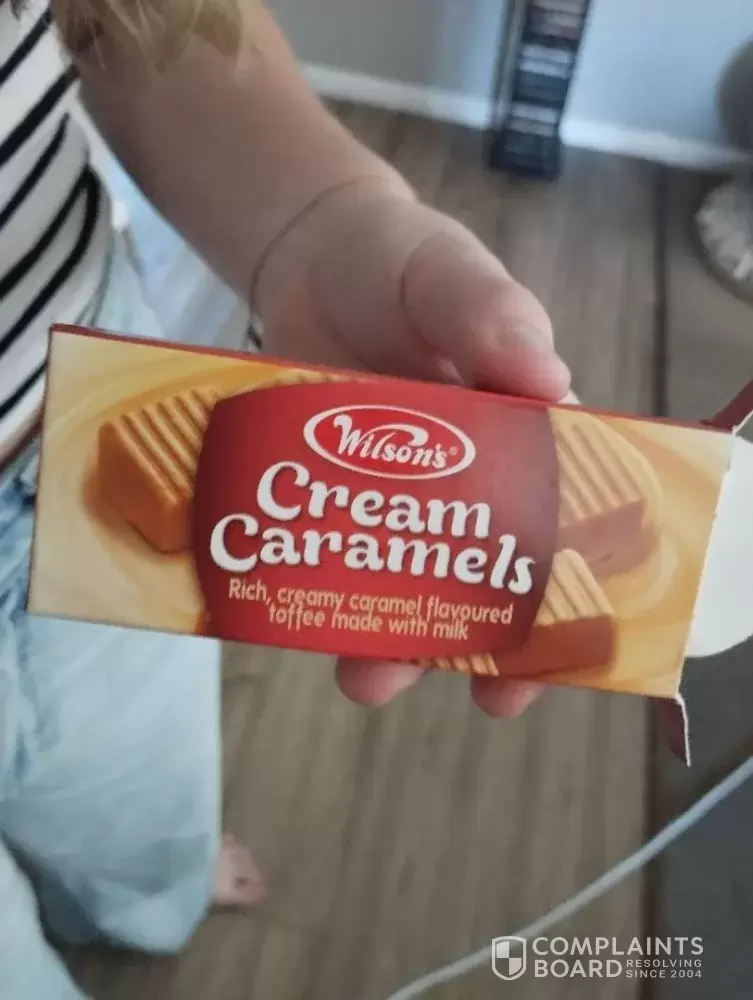 Wilson's®
Cream
Caramels
Rich, creamy caramel flavoured
toffee made with milk
COMPLAINTS
BOARD RESOLVING
SINCE 2004